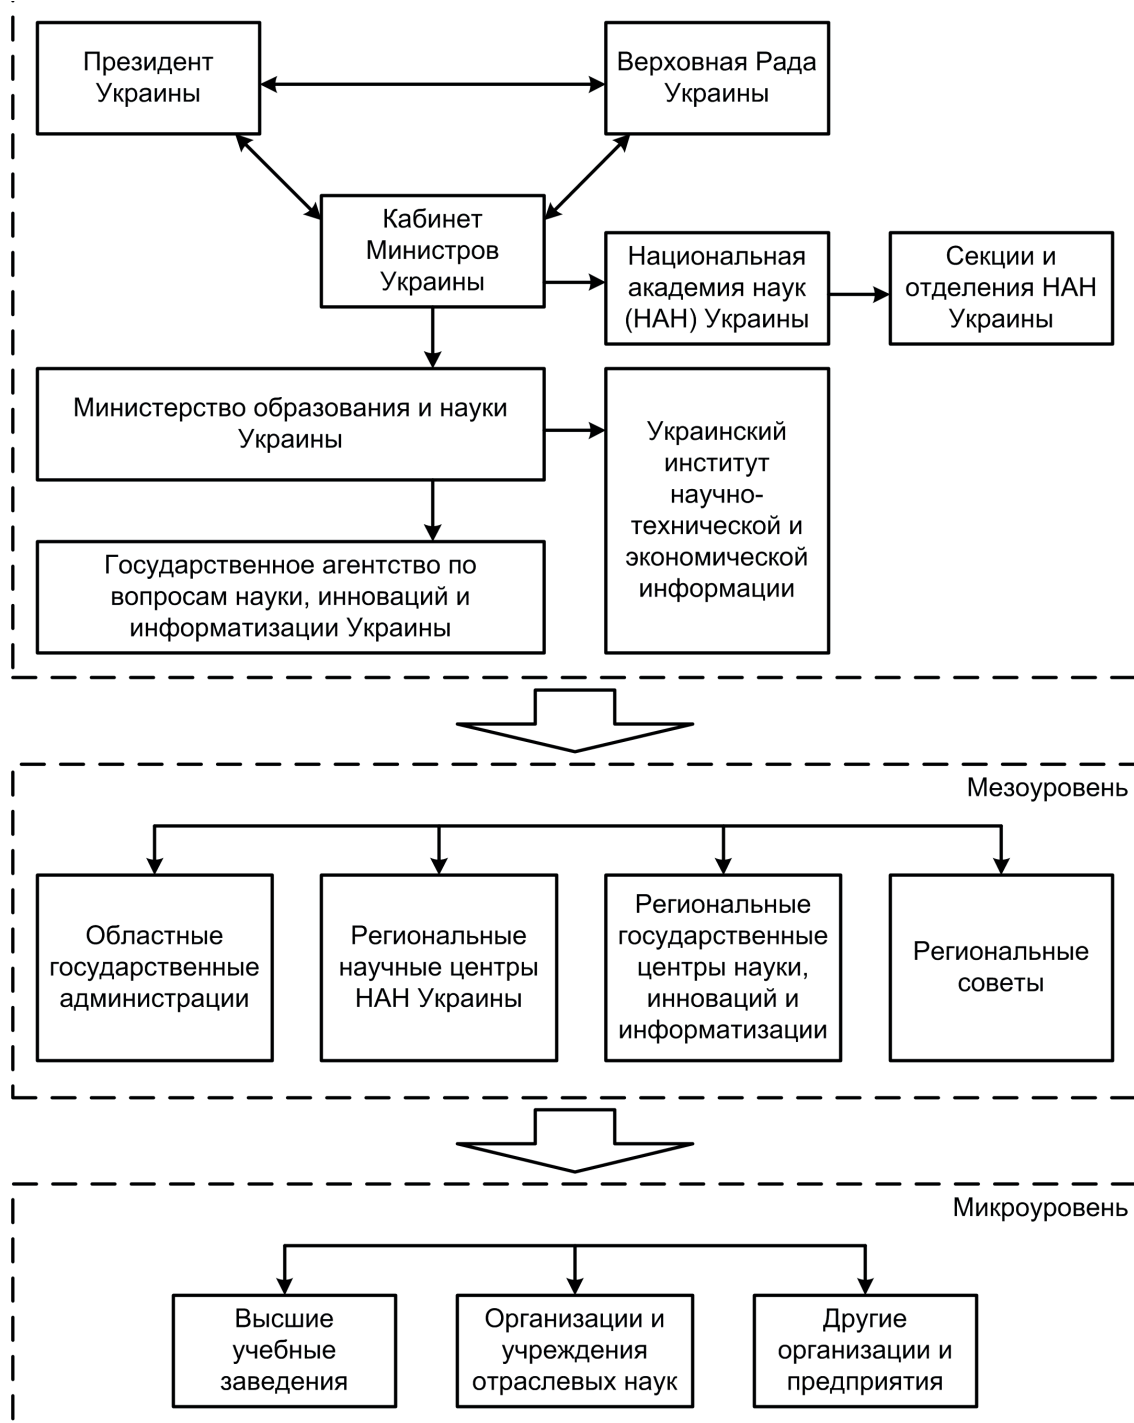 Президент
Украины
Верховная Рада
Украины
Кабинет
Министров
Украины
Национальная
академия наук
(НАН) Украины
Секции и
отделения НАН
Украины
Министерство образования и науки
Украины
Украинский
институт
научно-
технической и
экономической
информации
Государственное агентство по
вопросам науки, инноваций и
информатизации Украины
Мезоуровень
Областные
государственные
администрации
Региональные
научные центры
НАН Украины
Региональные
государственные
центры науки,
инноваций и
информатизации
Региональные
советы
Микроуровень
Высшие
учебные
заведения
Организации и
учреждения
отраслевых наук
Другие
организации и
предприятия